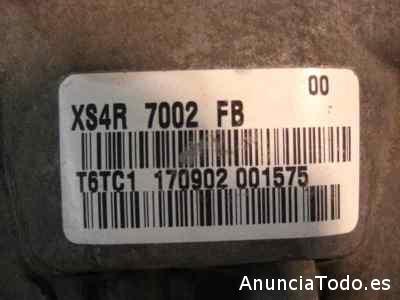 00
XS4R 7002 FB
T6TC1 170902 001575
AnunciaTodo.es